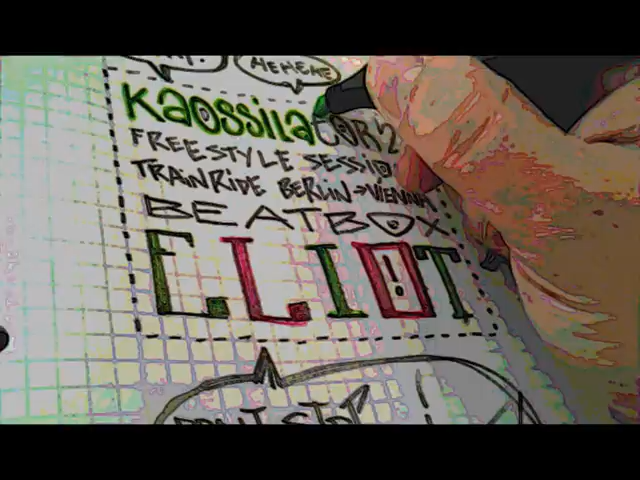 HEHEHE
KAOSSILATOR2
FREESTYLE SESSIO
TRAINRIDE BERLIN→VIENNA
BEATBOX
ELIOT